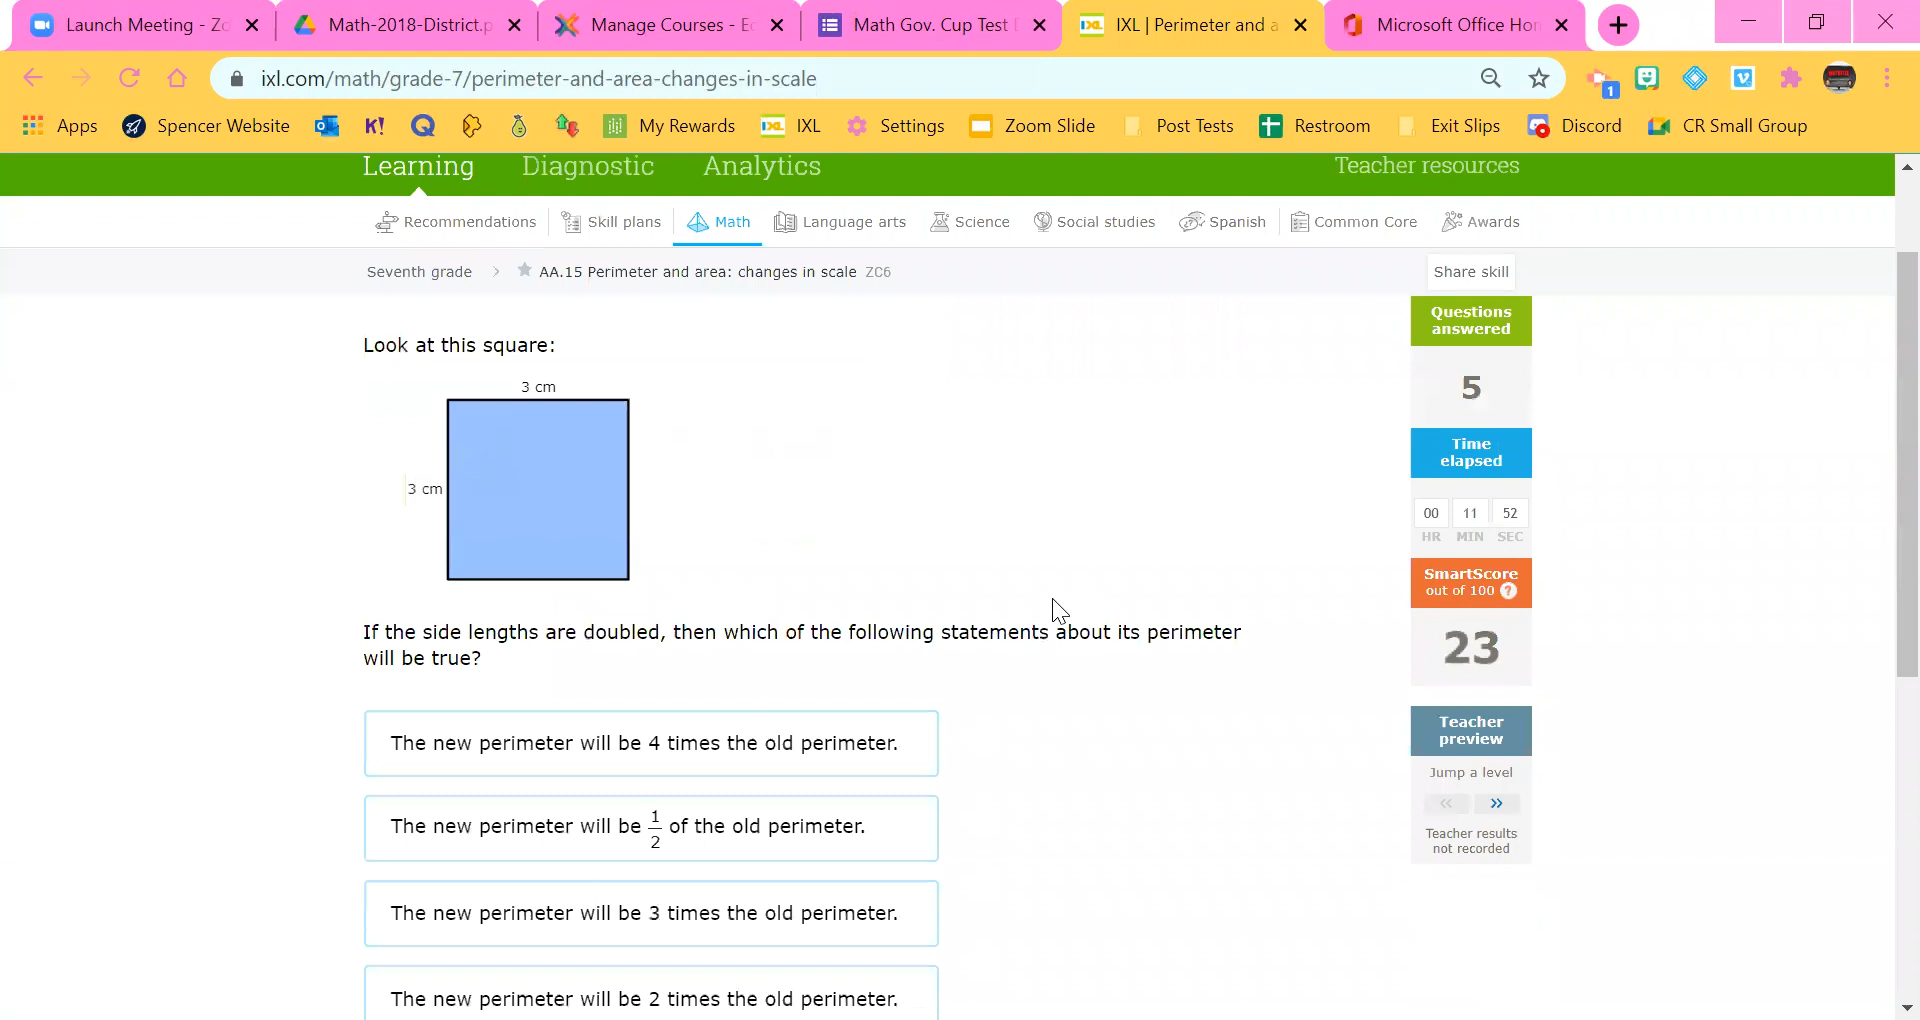 Launch Meeting - Zo
Math-2018-District.p
Manage Courses - Ed
Math Gov. Cup Test
IXL | Perimeter and a
Microsoft Office Hom
ixl.com/math/grade-7/perimeter-and-area-changes-in-scale
1
Apps
Spencer Website
K!
My Rewards
IXL
Settings
Zoom Slide
Post Tests
Restroom
Exit Slips
Discord
CR Small Group
Learning
Diagnostic
Analytics
Teacher resources
Recommendations
Skill plans
Math
Language arts
Science
Social studies
Spanish
Common Core
Awards
Seventh grade > AA.15 Perimeter and area: changes in scale ZC6
Share skill
Look at this square:
3 cm
3 cm
If the side lengths are doubled, then which of the following statements about its perimeter
will be true?
The new perimeter will be 4 times the old perimeter.
The new perimeter will be 1/2 of the old perimeter.
The new perimeter will be 3 times the old perimeter.
The new perimeter will be 2 times the old perimeter.
Questions
answered
5
Time
elapsed
00 11 52
HR MIN SEC
SmartScore
out of 100 ?
23
Teacher
preview
Jump a level
Teacher results
not recorded